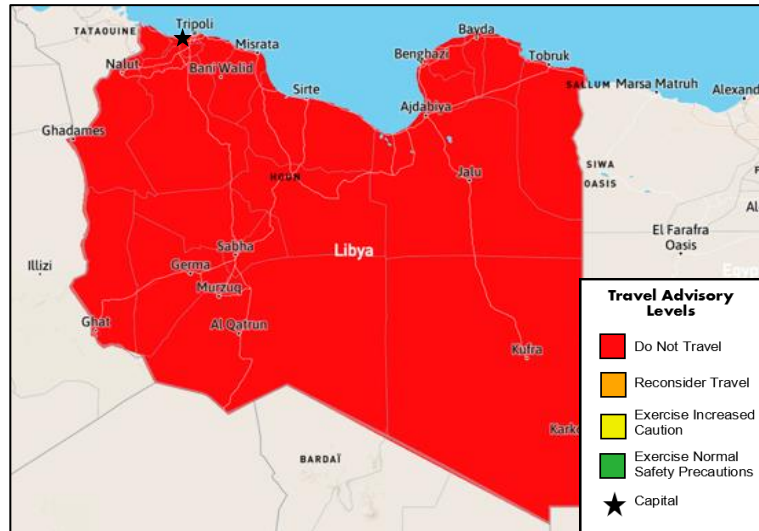 TATAOUINE
Tripoli
Misrata
Nalut
Bani Walid
Sirte
Bayda
Benghazi
Tobruk
Ajdabiya
SALLUM
Marsa Matruh
Ghadames
HOUN
Jalu
SIWA
OASIS
El Farafra
Oasis
Sabha
Libya
Illizi
Germa
Murzuq
Ghat
Al Qatrun
Kufra
BARDAÏ
Travel Advisory
Levels
Do Not Travel
Reconsider Travel
Exercise Increased
Caution
Exercise Normal
Safety Precautions
Capital